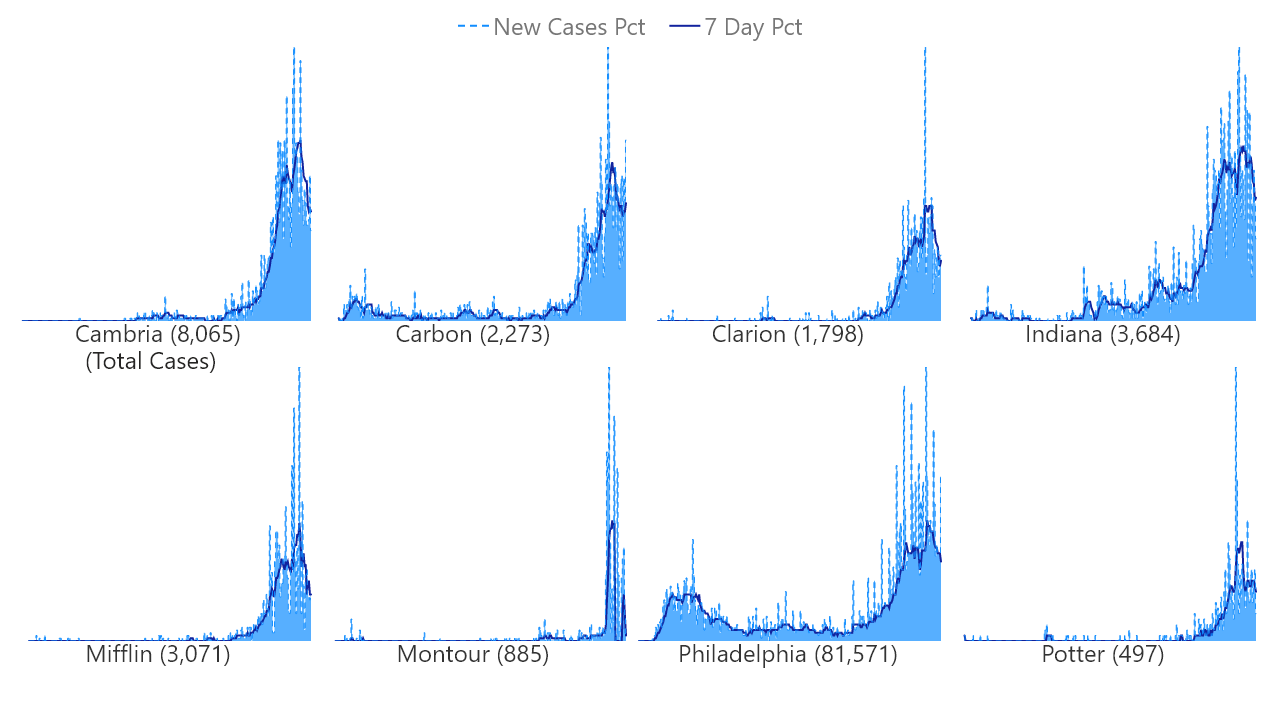 New Cases Pct 7 Day Pct
Cambria (8,065) Carbon (2,273) Clarion (1,798) Indiana (3,684)
(Total Cases)
Mifflin (3,071) Montour (885) Philadelphia (81,571) Potter (497)